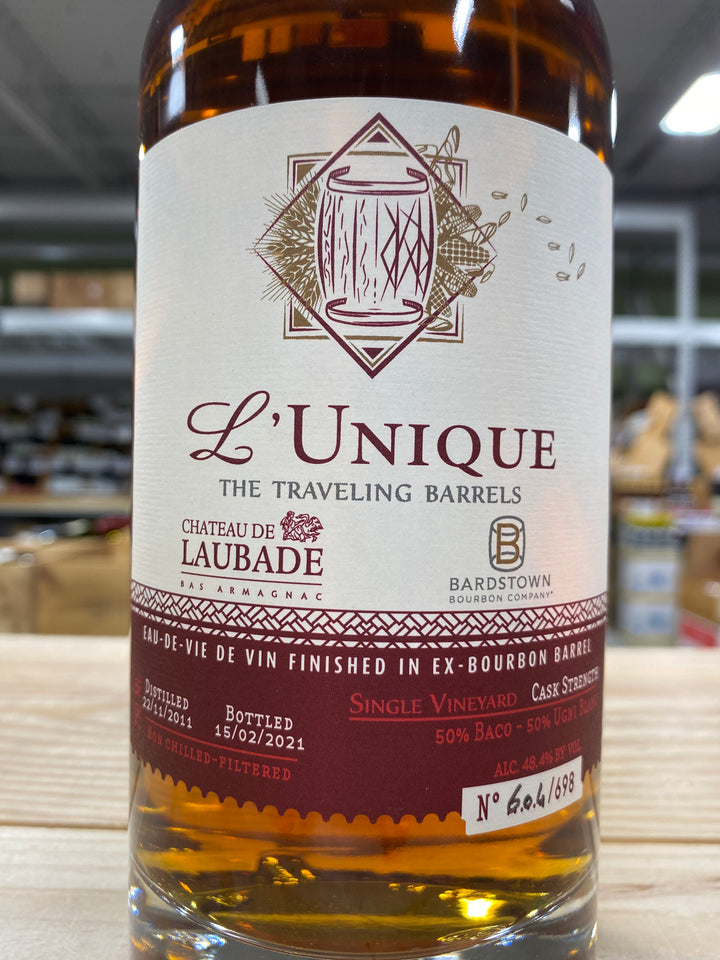 L'UNIQUE
THE TRAVELING BARRELS
CHATEAU DE
LAUBADE
BAS ARMAGNAC
B
BARDSTOWN
BOURBON COMPANY
EAU-DE-VIE DE VIN FINISHED IN EX-BOURBON BARREL
DISTILLED
22/11/2011
BOTTLED
15/02/2021
NON CHILLED-FILTERED
SINGLE VINEYARD
CASK STRENGTH
50% BACO - 50% UGNI BLANC
ALC. 48.4% BY VOL.
N° 604/698